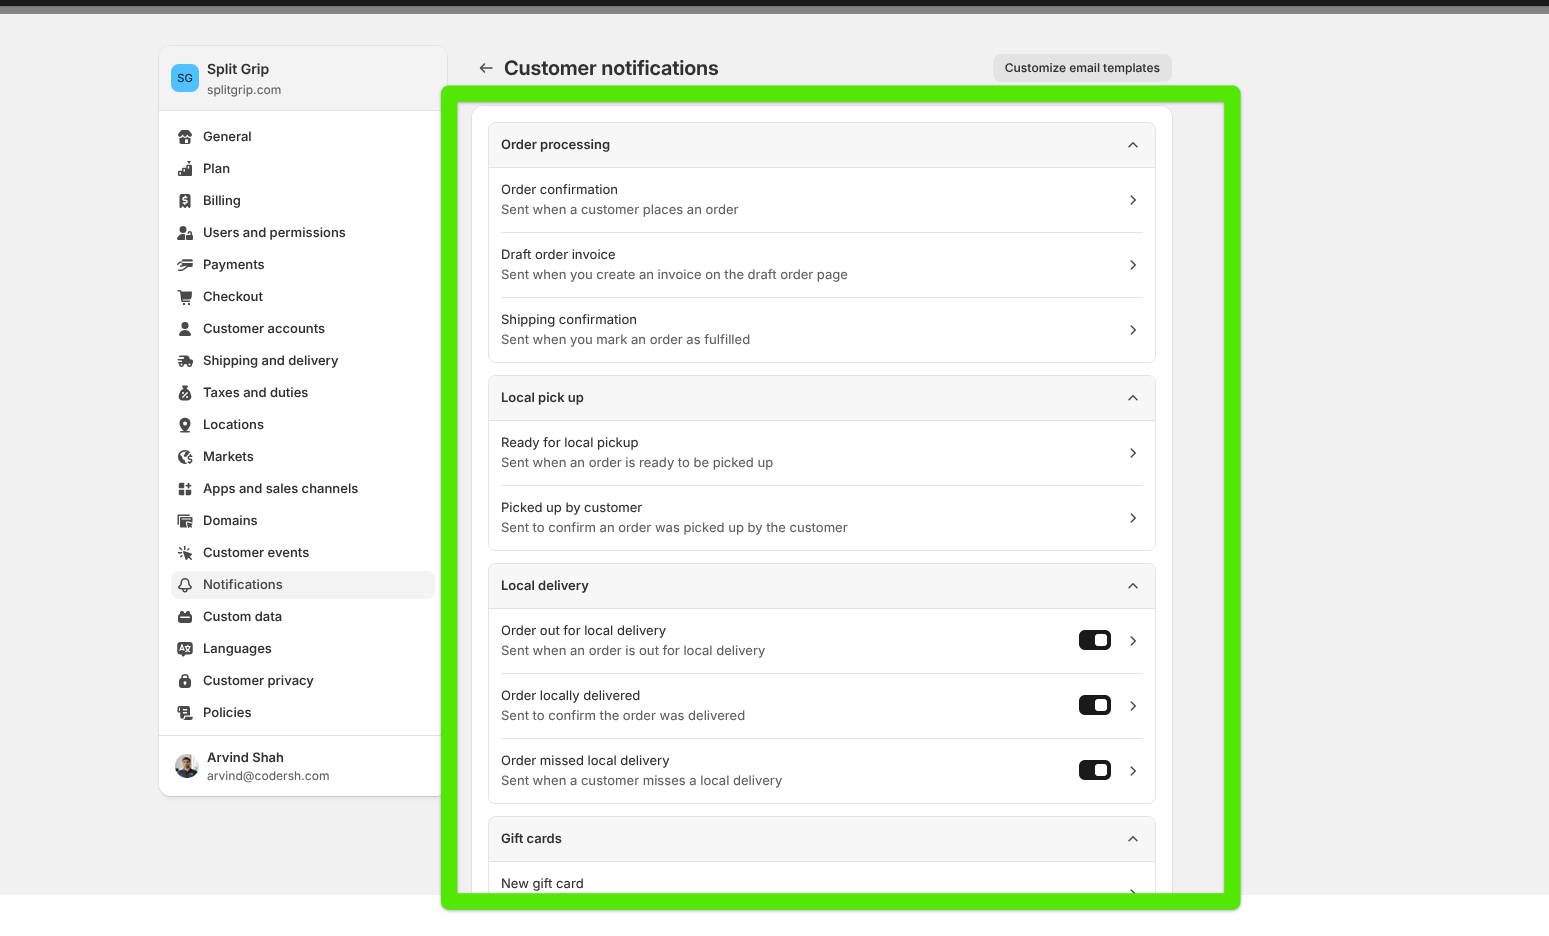 SG
Split Grip
splitgrip.com
General
Plan
Billing
Users and permissions
Payments
Checkout
Customer accounts
Shipping and delivery
Taxes and duties
Locations
Markets
Apps and sales channels
Domains
Customer events
Notifications
Custom data
Languages
Customer privacy
Policies
Arvind Shah
arvind@codersh.com
Customer notifications
Customize email templates
Order processing
Order confirmation
Sent when a customer places an order
Draft order invoice
Sent when you create an invoice on the draft order page
Shipping confirmation
Sent when you mark an order as fulfilled
Local pick up
Ready for local pickup
Sent when an order is ready to be picked up
Picked up by customer
Sent to confirm an order was picked up by the customer
Local delivery
Order out for local delivery
Sent when an order is out for local delivery
Order locally delivered
Sent to confirm the order was delivered
Order missed local delivery
Sent when a customer misses a local delivery
Gift cards
New gift card